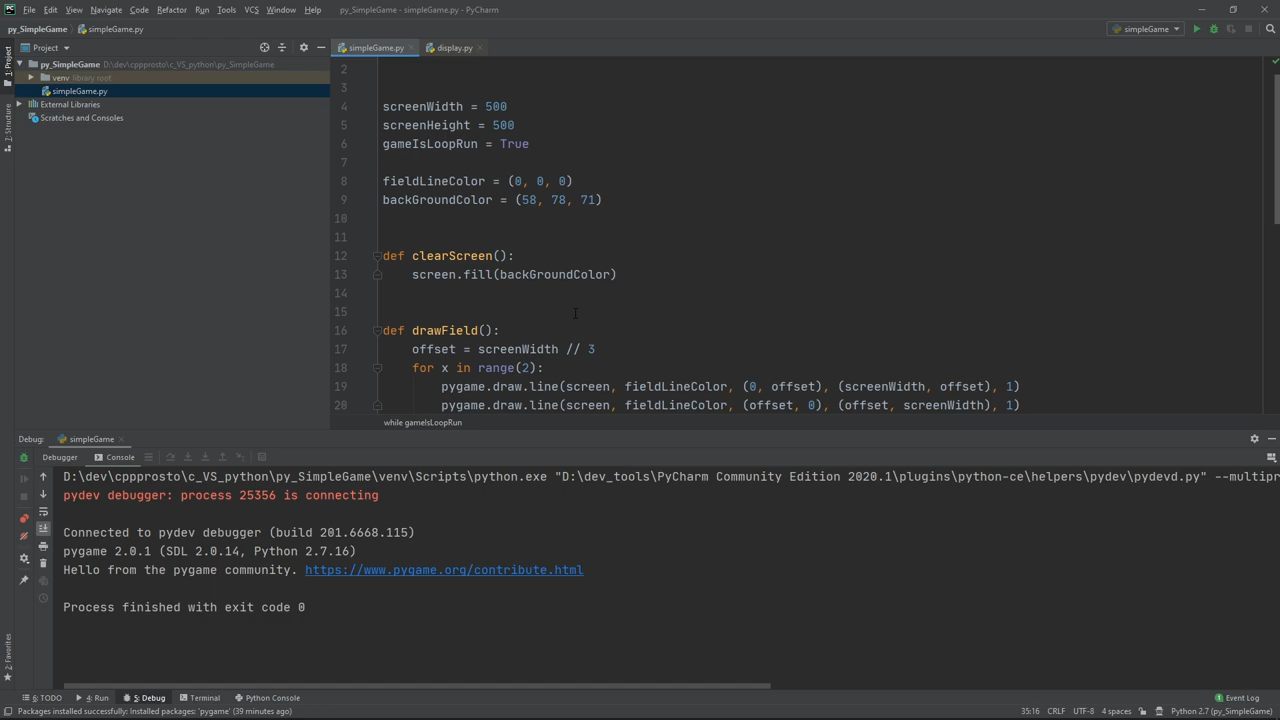 File Edit View Navigate Code Refactor Run Tools VCS Window Help py_SimpleGame - simpleGame.py - PyCharm
py_SimpleGame simpleGame.py simpleGame
Project simpleGame.py display.py
1: Project
7: Structure
2: Favorites
py_SimpleGame D:\dev\cppprosto\c_VS_python\py_SimpleGame
venv library root
simpleGame.py
External Libraries
Scratches and Consoles
2
3
4 screenWidth = 500
5 screenHeight = 500
6 gameIsLoopRun = True
7
8 fieldLineColor = (0, 0, 0)
9 backGroundColor = (58, 78, 71)
10
11
12 def clearScreen():
13 screen.fill(backGroundColor)
14
15
16 def drawField():
17 offset = screenWidth // 3
18 for x in range(2):
19 pygame.draw.line(screen, fieldLineColor, (0, offset), (screenWidth, offset), 1)
20 pygame.draw.line(screen, fieldLineColor, (offset, 0), (offset, screenWidth), 1)
while gameIsLoopRun
Debug: simpleGame
Debugger Console
D:\dev\cppprosto\c_VS_python\py_SimpleGame\venv\Scripts\python.exe "D:\dev_tools\PyCharm Community Edition 2020.1\plugins\python-ce\helpers\pydev\pydevd.py" --multipr
pydev debugger: process 25356 is connecting
Connected to pydev debugger (build 201.6668.115)
pygame 2.0.1 (SDL 2.0.14, Python 2.7.16)
Hello from the pygame community. https://www.pygame.org/contribute.html
Process finished with exit code 0
6: TODO 4: Run 5: Debug Terminal Python Console Event Log
Packages installed successfully: Installed packages: 'pygame' (39 minutes ago) 35:16 CRLF UTF-8 4 spaces Python 2.7 (py_SimpleGame)